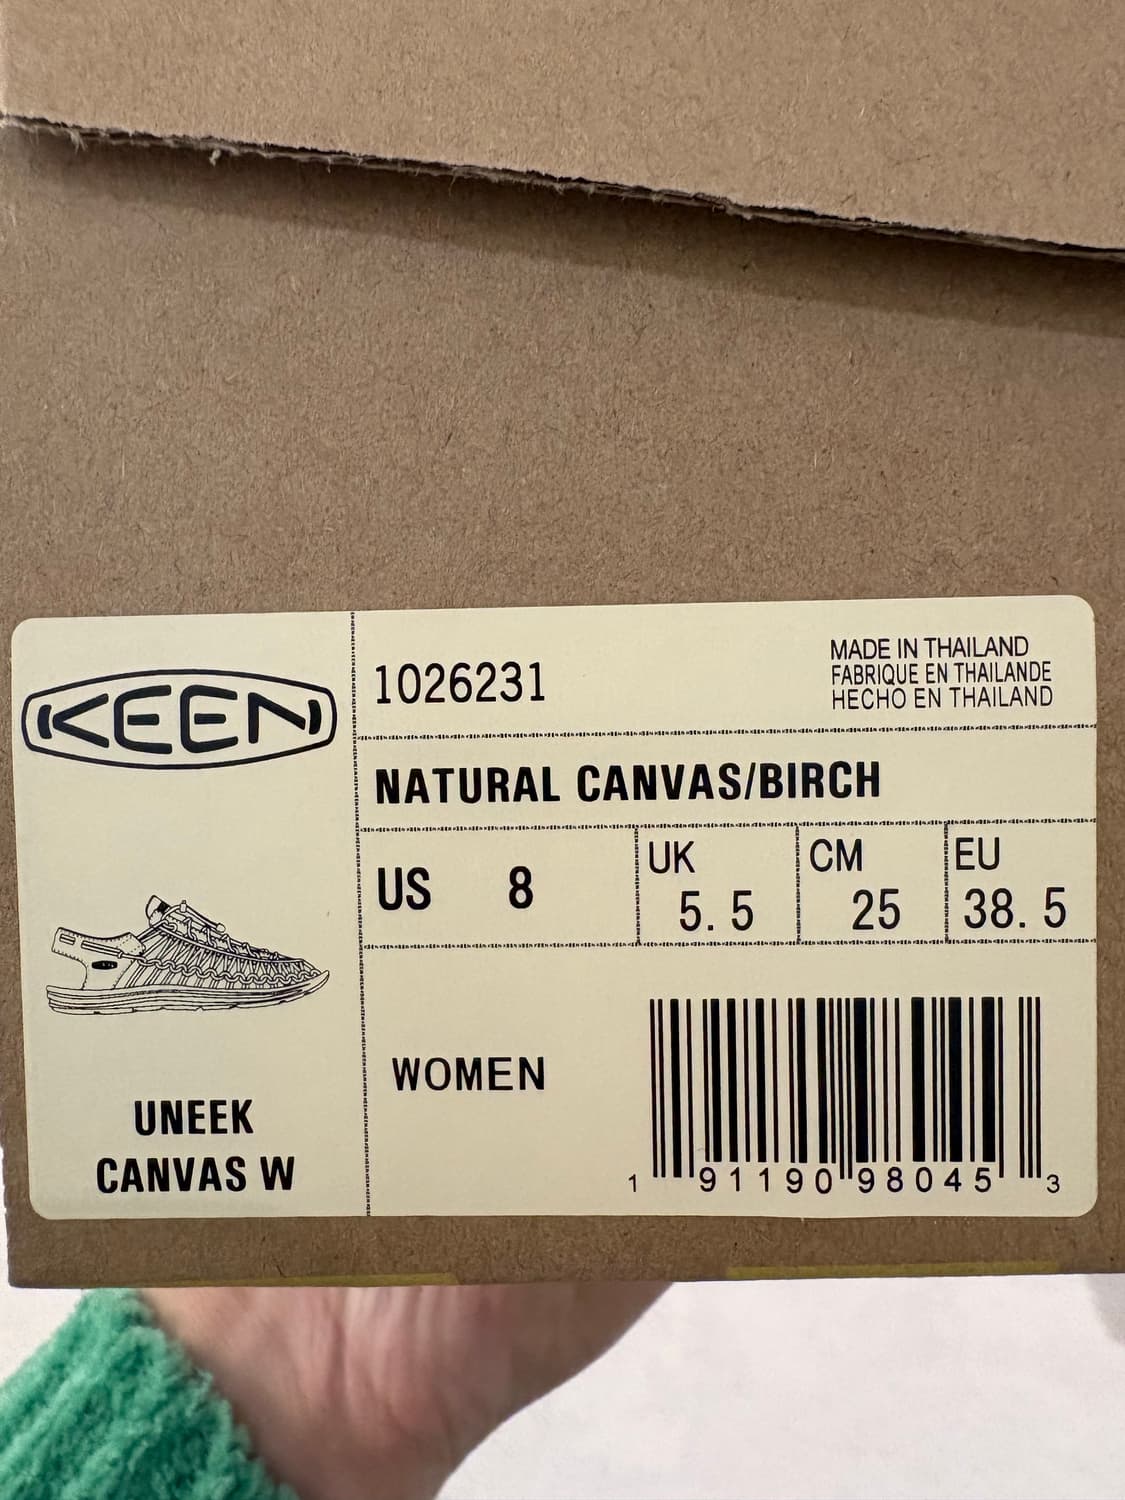 KEEN
UNEEK
CANVAS W
1026231
MADE IN THAILAND
FABRIQUE EN THAILANDE
HECHO EN THAILAND
NATURAL CANVAS/BIRCH
US 8
UK 5.5
CM 25
EU 38.5
WOMEN
1 91190 98045 3